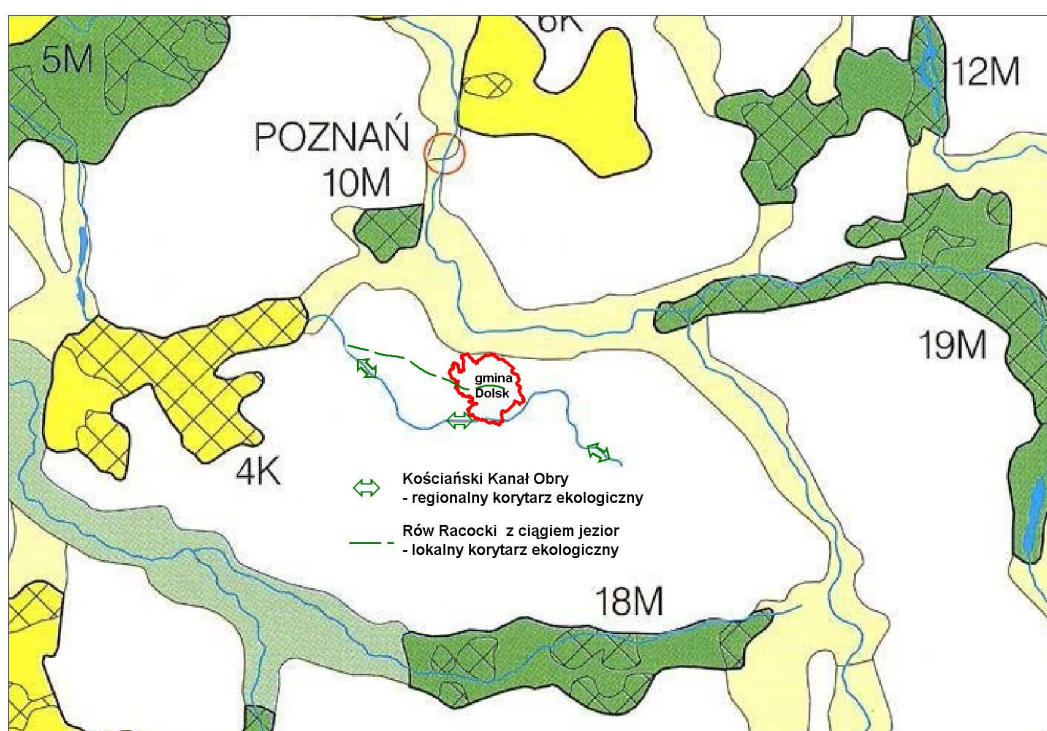 6K
5M
12M
POZNAŃ
10M
19M
gmina
Dolsk
4K
Kościański Kanał Obry
- regionalny korytarz ekologiczny
Rów Racocki z ciągiem jezior
- lokalny korytarz ekologiczny
18M